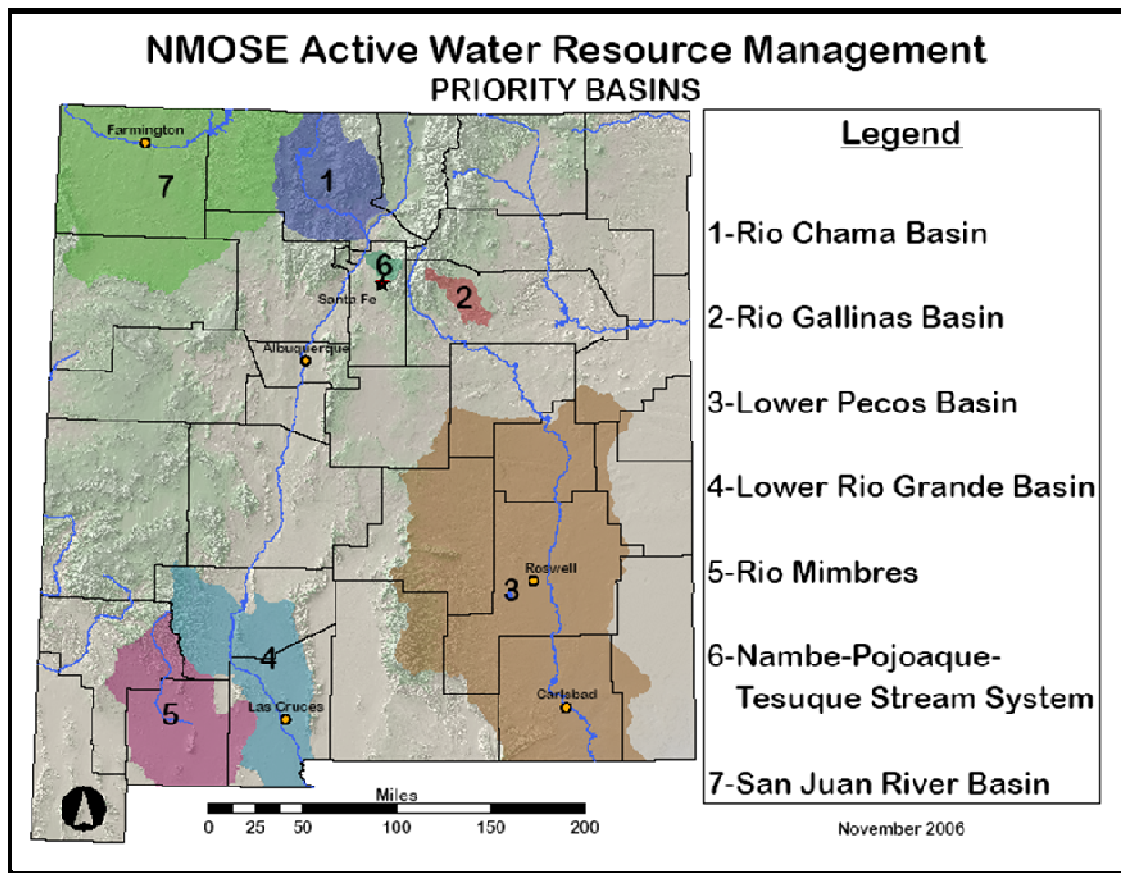 NMOSE Active Water Resource Management
PRIORITY BASINS
Farmington
7
1
6
Santa Fe
2
Albuquerque
Roswell
3
4
Carlsbad
Las Cruces
5
Miles
0 25 50 100 150 200
Legend
1-Rio Chama Basin
2-Rio Gallinas Basin
3-Lower Pecos Basin
4-Lower Rio Grande Basin
5-Rio Mimbres
6-Nambe-Pojoaque-
Tesuque Stream System
7-San Juan River Basin
November 2006